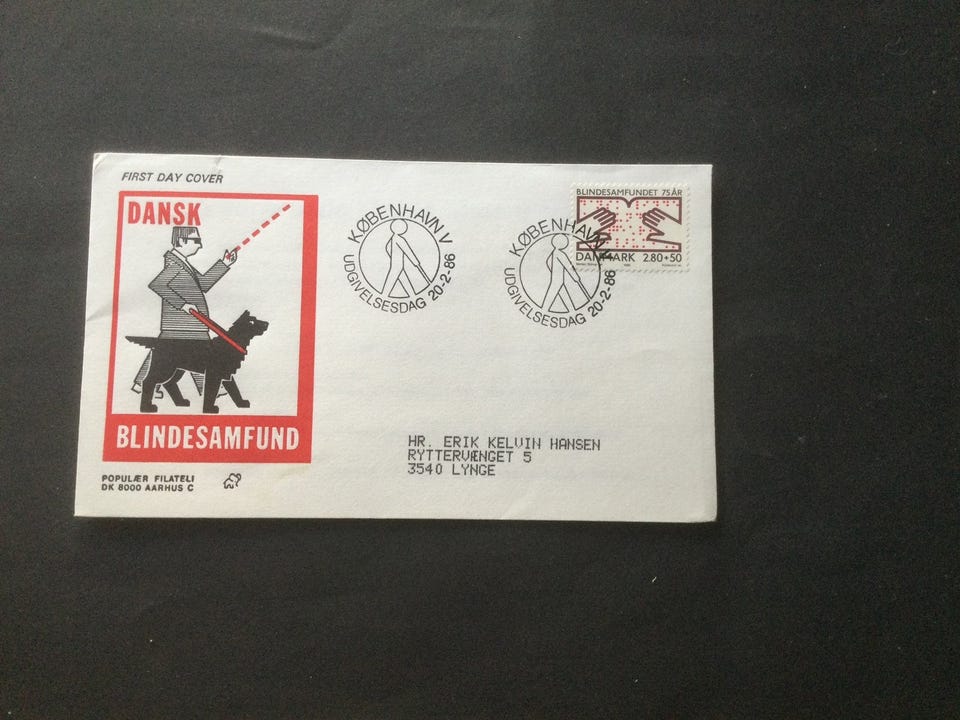 FIRST DAY COVER
DANSK
BLINDESAMFUND
POPULÆR FILATELI
DK 8000 AARHUS C
KØBENHAVN V
UDGIVELSESDAG 20-2-86
KØBENHAVN V
UDGIVELSESDAG 20-2-86
BLINDESAMFUNDET 75 ÅR
DANMARK 2.80+50
HR. ERIK KELVIN HANSEN
RYTTERVÆNGET 5
3540 LYNGE